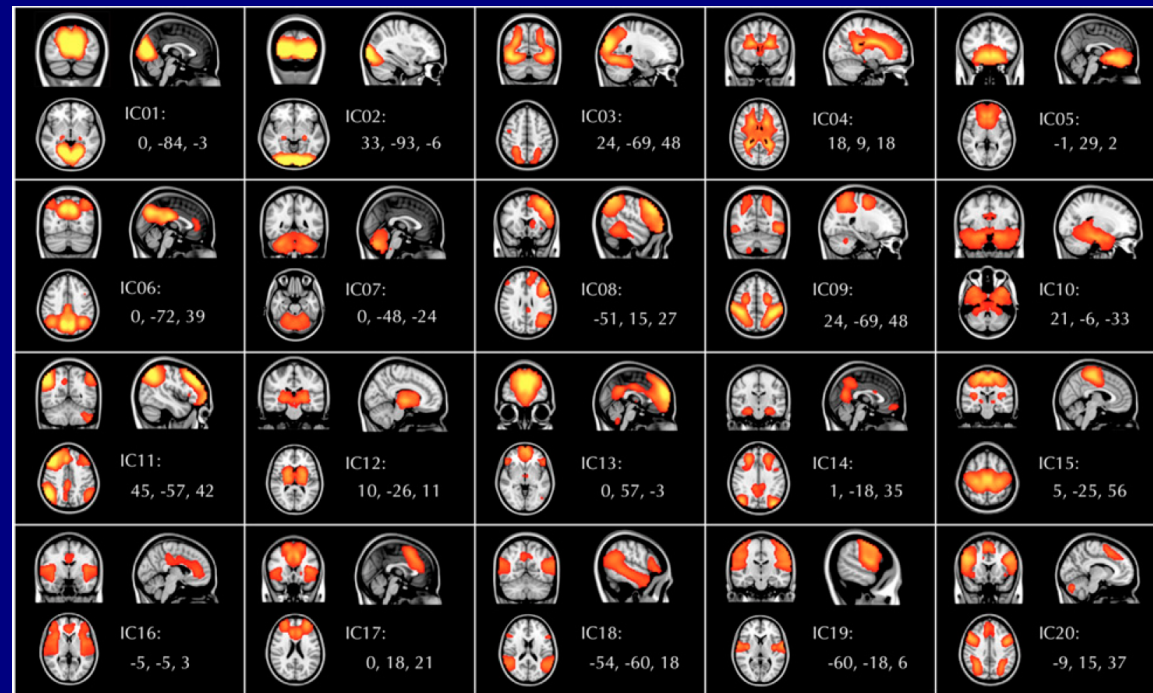 IC01:
0, -84, -3
IC02:
33, -93, -6
IC03:
24, -69, 48
IC04:
18, 9, 18
IC05:
-1, 29, 2
IC06:
0, -72, 39
IC07:
0, -48, -24
IC08:
-51, 15, 27
IC09:
24, -69, 48
IC10:
21, -6, -33
IC11:
45, -57, 42
IC12:
10, -26, 11
IC13:
0, 57, -3
IC14:
1, -18, 35
IC15:
5, -25, 56
IC16:
-5, -5, 3
IC17:
0, 18, 21
IC18:
-54, -60, 18
IC19:
-60, -18, 6
IC20:
-9, 15, 37